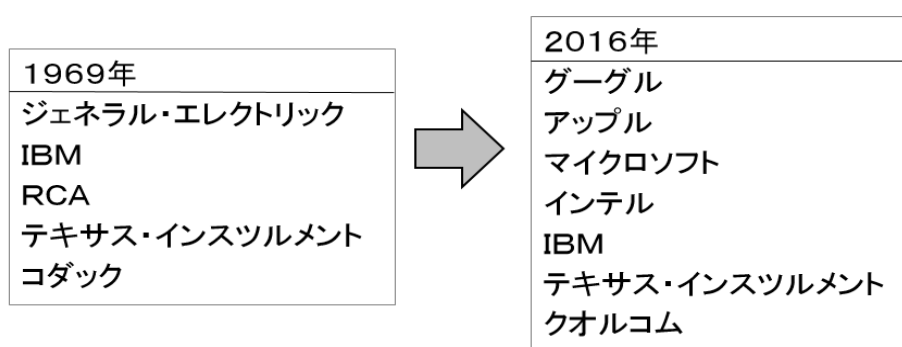 1969年
ジェネラル・エレクトリック
IBM
RCA
テキサス・インスツルメント
コダック
2016年
グーグル
アップル
マイクロソフト
インテル
IBM
テキサス・インスツルメント
クオルコム